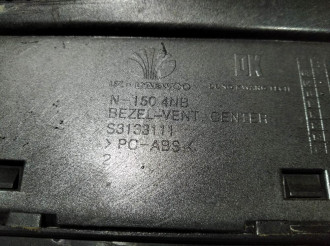 N-150 4NB
BEZEL-VENT CENTER
S3133111
>PC-ABS<
2